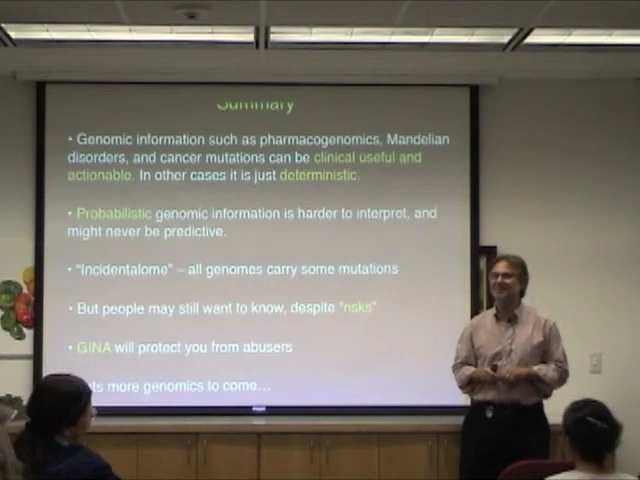 Summary
• Genomic information such as pharmacogenomics, Mandelian
disorders, and cancer mutations can be clinical useful and
actionable. In other cases it is just deterministic.
• Probabilistic genomic information is harder to interpret, and
might never be predictive.
• "Incidentalome" – all genomes carry some mutations
• But people may still want to know, despite "risks"
• GINA will protect you from abusers
more genomics to come…